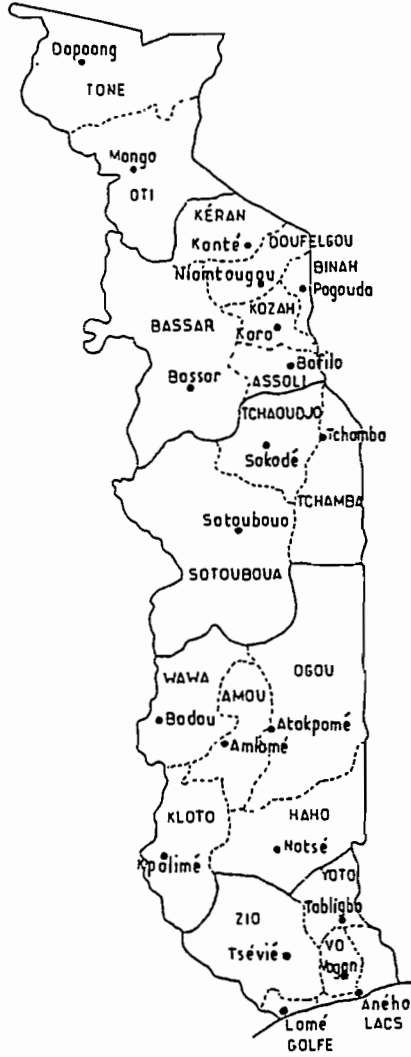 Dapaong
TONE
Mango
OTI
KÉRAN
Kanté
DOUFELGOU
Niamtougou
BINAH
Pagouda
KOZAH
Kara
BASSAR
Bafilo
Bassar
ASSOLI
TCHAOUDJO
Tchamba
Sokodé
TCHAMBA
Sotouboua
SOTOUBOUA
OGOU
WAWA
AMOU
Badou
Atakpamé
Amlamé
KLOTO
HAHO
Notsé
Kpalimé
YOTO
Tabligbo
ZIO
VO
Tsévié
Vogan
Aného
Lomé
LACS
GOLFE